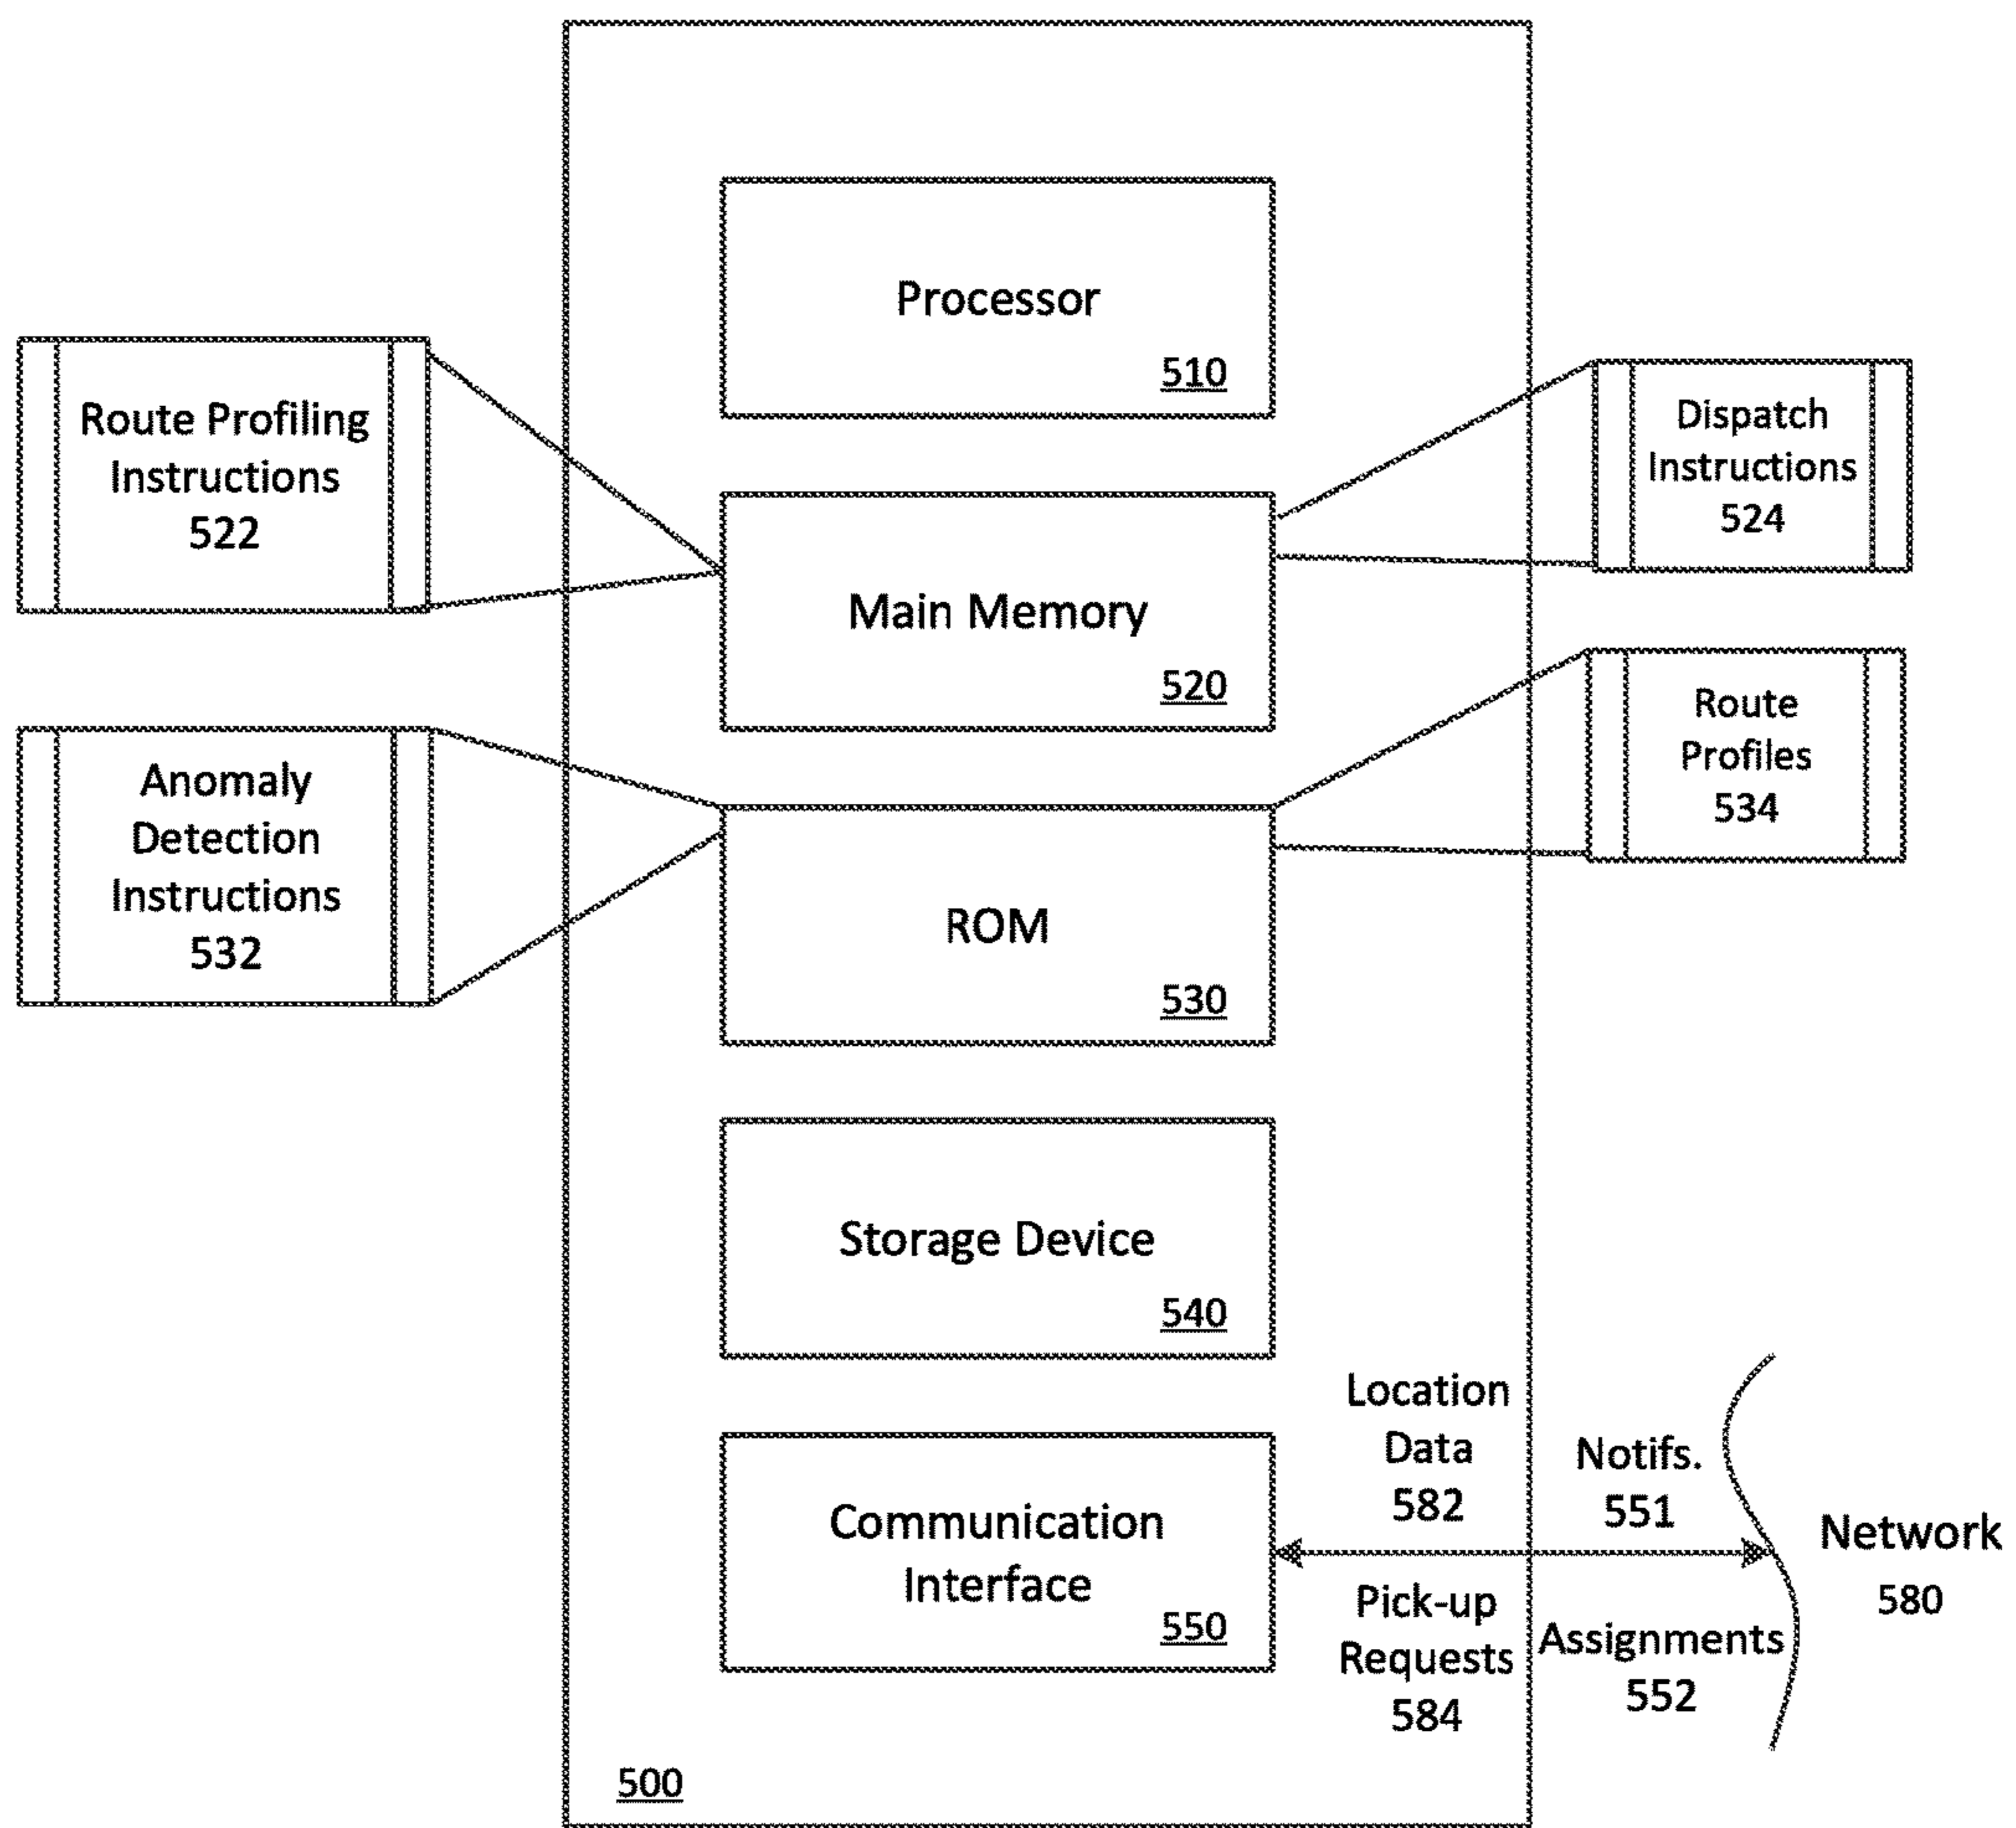 Processor
510
Route Profiling
Instructions
522
Dispatch
Instructions
524
Main Memory
520
Route
Profiles
534
Anomaly
Detection
Instructions
532
ROM
530
Storage Device
540
Location
Data
582
Notifs.
551
Communication
Interface
550
Network
580
Pick-up
Requests
584
Assignments
552
500